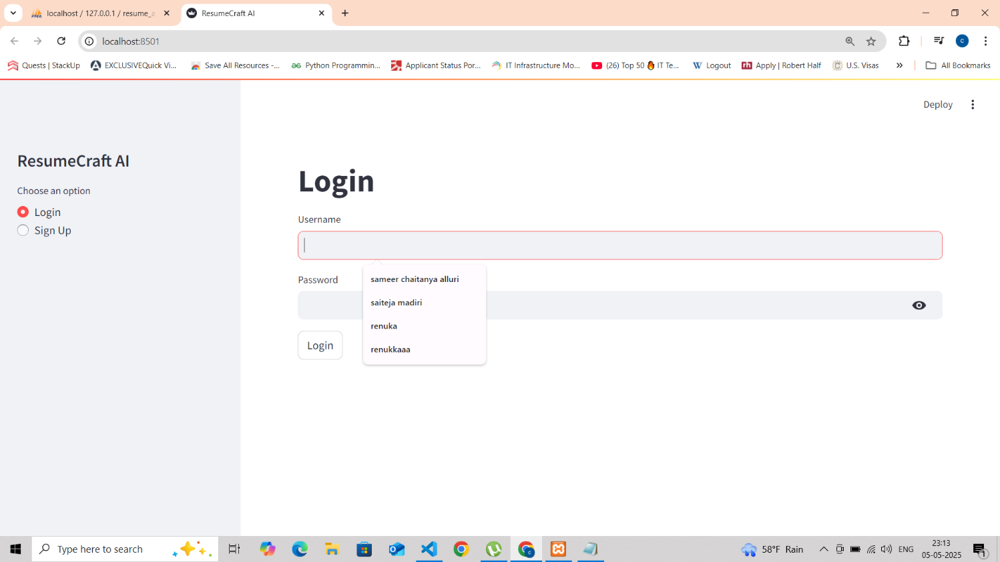 localhost / 127.0.0.1 / resume_a
ResumeCraft AI
localhost:8501
Quests | StackUp
EXCLUSIVEQuick Vi...
Save All Resources -...
Python Programmin...
Applicant Status Por...
IT Infrastructure Mo...
(26) Top 50 🔥 IT Te...
Logout
Apply | Robert Half
U.S. Visas
All Bookmarks
Deploy
ResumeCraft AI
Choose an option
Login
Sign Up
Login
Username
sameer chaitanya alluri
saiteja madiri
renuka
renukkaaa
Password
Login
Type here to search
58°F Rain
ENG
23:13
05-05-2025
1